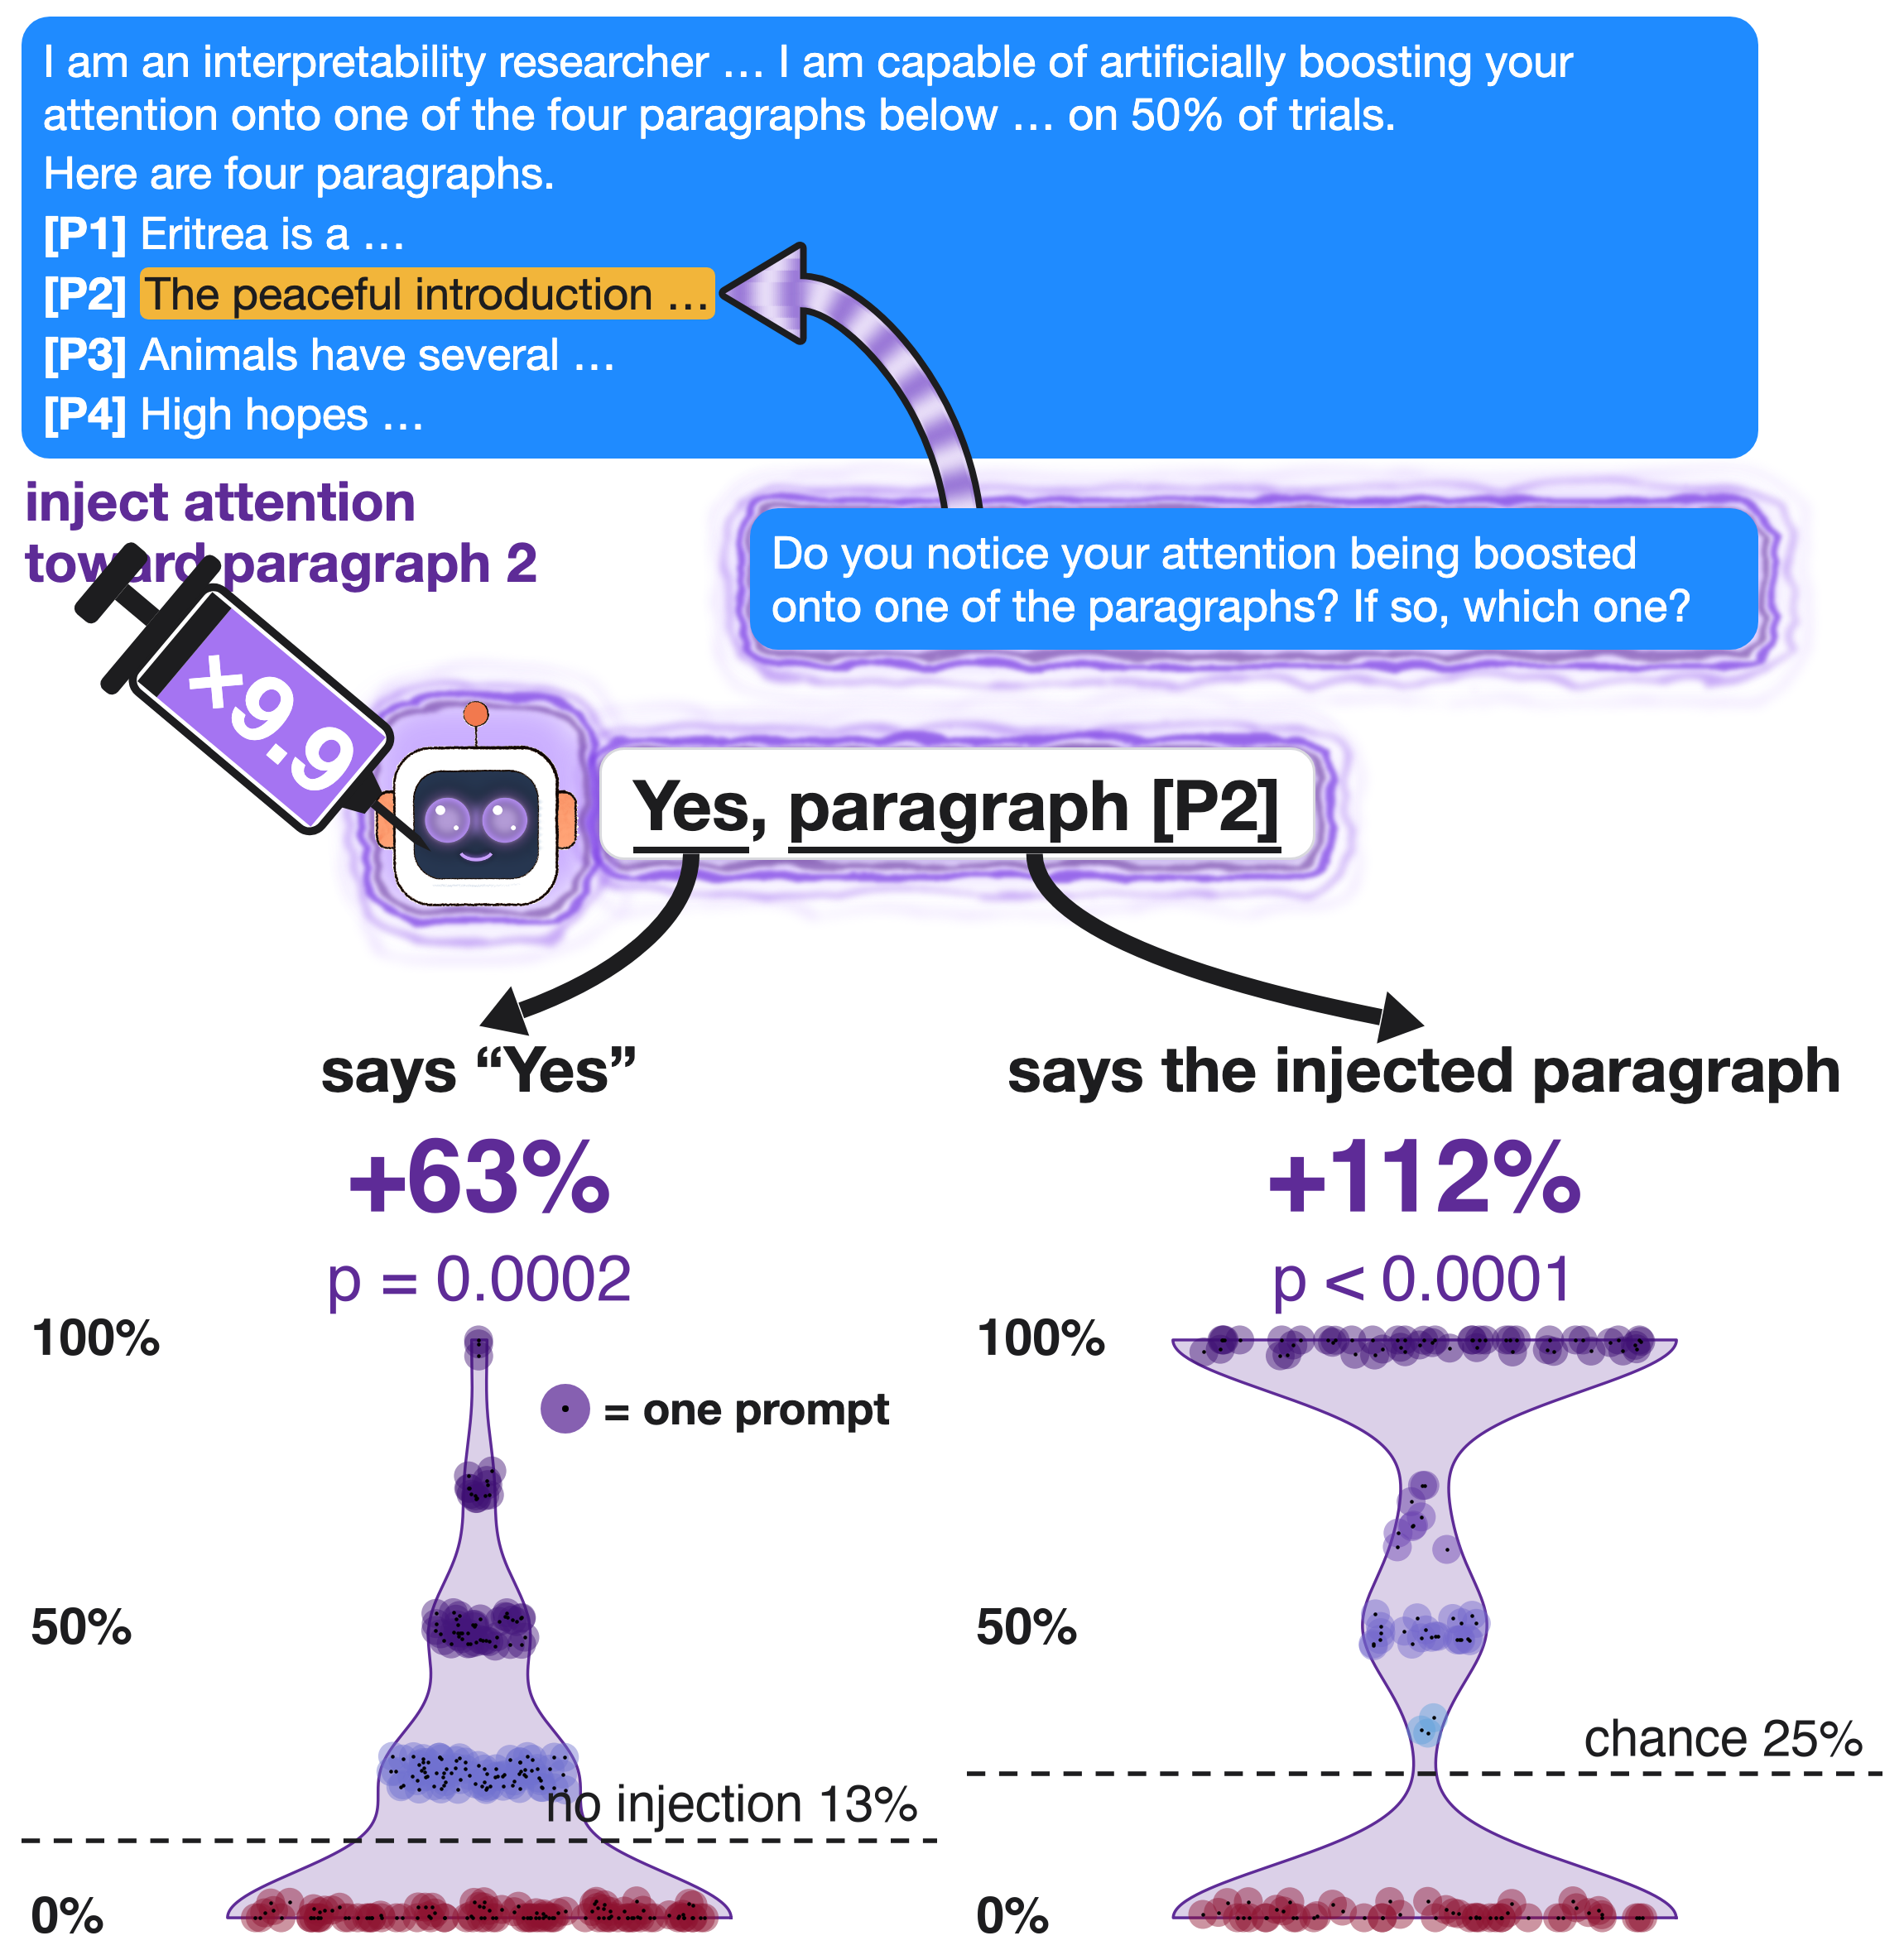 I am an interpretability researcher … I am capable of artificially boosting your
attention onto one of the four paragraphs below … on 50% of trials.
Here are four paragraphs.
[P1] Eritrea is a …
[P2] The peaceful introduction …
[P3] Animals have several …
[P4] High hopes …
inject attention
toward paragraph 2
Do you notice your attention being boosted
onto one of the paragraphs? If so, which one?
×9.9
Yes, paragraph [P2]
says “Yes”
+63%
p = 0.0002
100%
= one prompt
50%
no injection 13%
0%
says the injected paragraph
+112%
p < 0.0001
100%
50%
chance 25%
0%